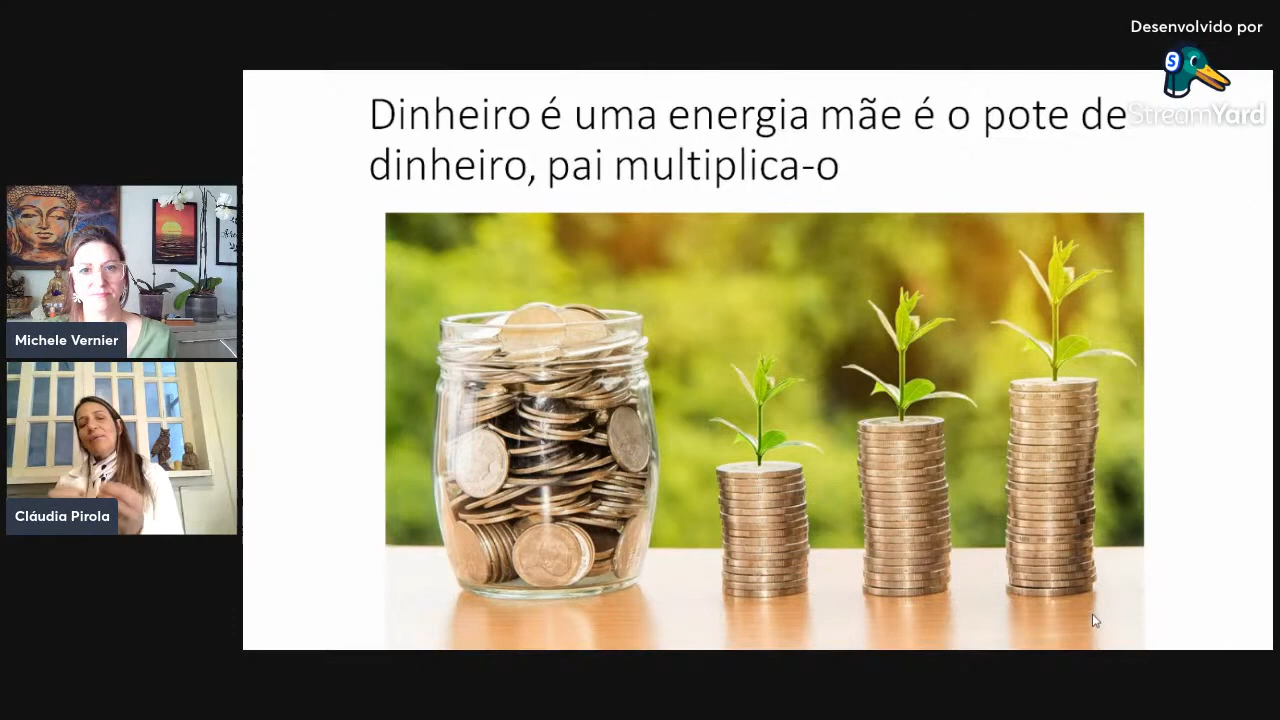 Desenvolvido por
StreamYard
Dinheiro é uma energia mãe é o pote de
dinheiro, pai multiplica-o
Michele Vernier
Cláudia Pirola